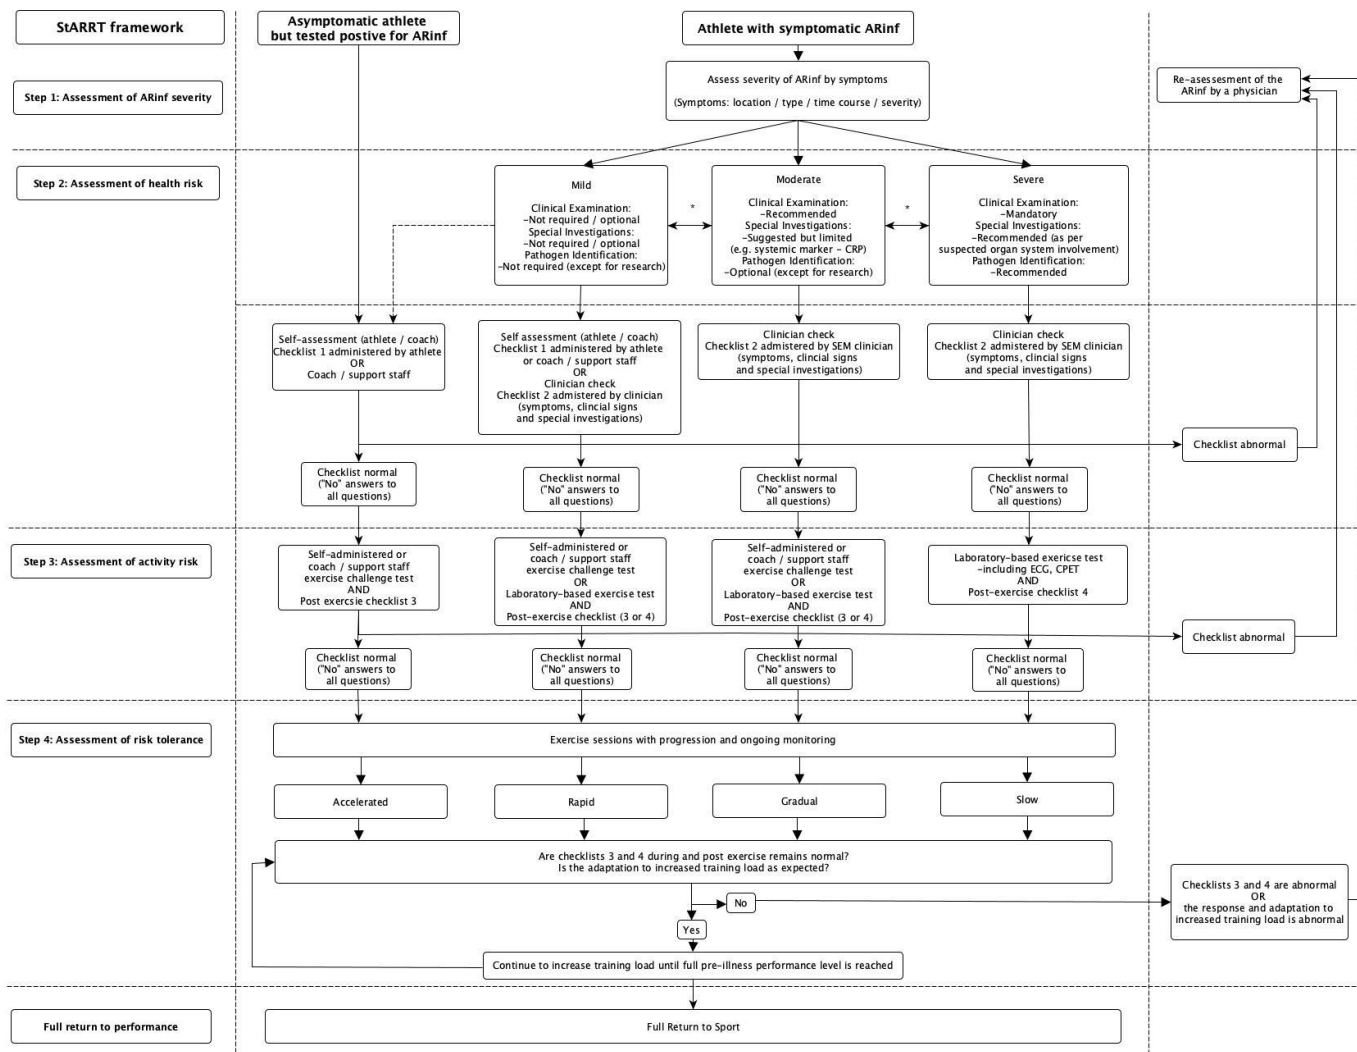 StARRT framework
Asymptomatic athlete
but tested postive for ARinf
Athlete with symptomatic ARinf
Step 1: Assessment of ARinf severity
Assess severity of ARinf by symptoms
(Symptoms: location / type / time course / severity)
Re-asessment of the
ARinf by a physician
Step 2: Assessment of health risk
Mild
Clinical Examination:
-Not required / optional
Special Investigations:
-Not required / optional
Pathogen Identification:
-Not required (except for research)
*
Moderate
Clinical Examination:
-Recommended
Special Investigations:
-Suggested but limited
(e.g. systemic marker - CRP)
Pathogen Identification:
-Optional (except for research)
*
Severe
Clinical Examination:
-Mandatory
Special Investigations:
-Recommended (as per
suspected organ system involvement)
Pathogen Identification:
-Recommended
Self-assessment (athlete / coach)
Checklist 1 administered by athlete
OR
Coach / support staff
Self assessment (athlete / coach)
Checklist 1 administered by athlete
or coach / support staff
OR
Clinician check
Checklist 2 admistered by clinician
(symptoms, clincial signs
and special investigations)
Clinician check
Checklist 2 admistered by SEM clinician
(symptoms, clincial signs
and special investigations)
Clinician check
Checklist 2 admistered by SEM clinician
(symptoms, clincial signs
and special investigations)
Checklist abnormal
Checklist normal
("No" answers to
all questions)
Checklist normal
("No" answers to
all questions)
Checklist normal
("No" answers to
all questions)
Checklist normal
("No" answers to
all questions)
Step 3: Assessment of activity risk
Self-administered or
coach / support staff
exercise challenge test
AND
Post exercsie checklist 3
Self-administered or
coach / support staff
exercise challenge test
OR
Laboratory-based exercise test
AND
Post-exercise checklist (3 or 4)
Self-administered or
coach / support staff
exercise challenge test
OR
Laboratory-based exercise test
AND
Post-exercise checklist (3 or 4)
Laboratory-based exericse test
-including ECG, CPET
AND
Post-exercise checklist 4
Checklist abnormal
Checklist normal
("No" answers to
all questions)
Checklist normal
("No" answers to
all questions)
Checklist normal
("No" answers to
all questions)
Checklist normal
("No" answers to
all questions)
Step 4: Assessment of risk tolerance
Exercise sessions with progression and ongoing monitoring
Accelerated
Rapid
Gradual
Slow
Are checklists 3 and 4 during and post exercise remains normal?
Is the adaptation to increased training load as expected?
No
Checklists 3 and 4 are abnormal
OR
the response and adaptation to
increased training load is abnormal
Yes
Continue to increase training load until full pre-illness performance level is reached
Full return to performance
Full Return to Sport